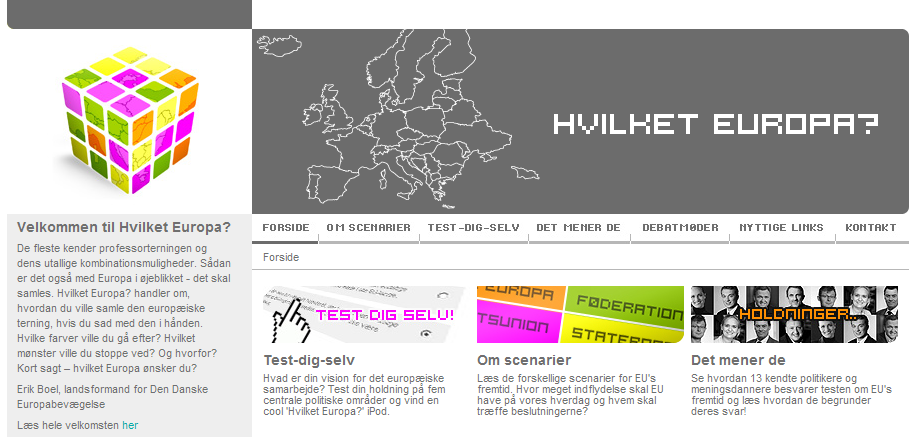 HVILKET EUROPA?
Velkommen til Hvilket Europa?
De fleste kender professorterningen og
dens utallige kombinationsmuligheder. Sådan
er det også med Europa i øjeblikket - det skal
samles. Hvilket Europa? handler om,
hvordan du ville samle den europæiske
terning, hvis du sad med den i hånden.
Hvilke farver ville du gå efter? Hvilket
mønster ville du stoppe ved? Og hvorfor?
Kort sagt – hvilket Europa ønsker du?
Erik Boel, landsformand for Den Danske
Europabevægelse
Læs hele velkomsten her
FORSIDE OM SCENARIER TEST-DIG-SELV DET MENER DE DEBATMØDER NYTTIGE LINKS KONTAKT
Forside
TEST-DIG SELV!
være
Test-dig-selv
Hvad er din vision for det europæiske
samarbejde? Test din holdning på fem
centrale politiske områder og vind en
cool 'Hvilket Europa?' iPod.
EUROPA
FØDERATION
TSUNION
STATSFORB
Om scenarier
Læs de forskellige scenarier for EU's
fremtid, Hvor meget indflydelse skal EU
have på vores hverdag og hvem skal
træffe beslutningerne?
HOLDNINGER..
Det mener de
Se hvordan 13 kendte politikere og
meningsdannere besvarer testen om EU's
fremtid og læs hvordan de begrunder
deres svar!